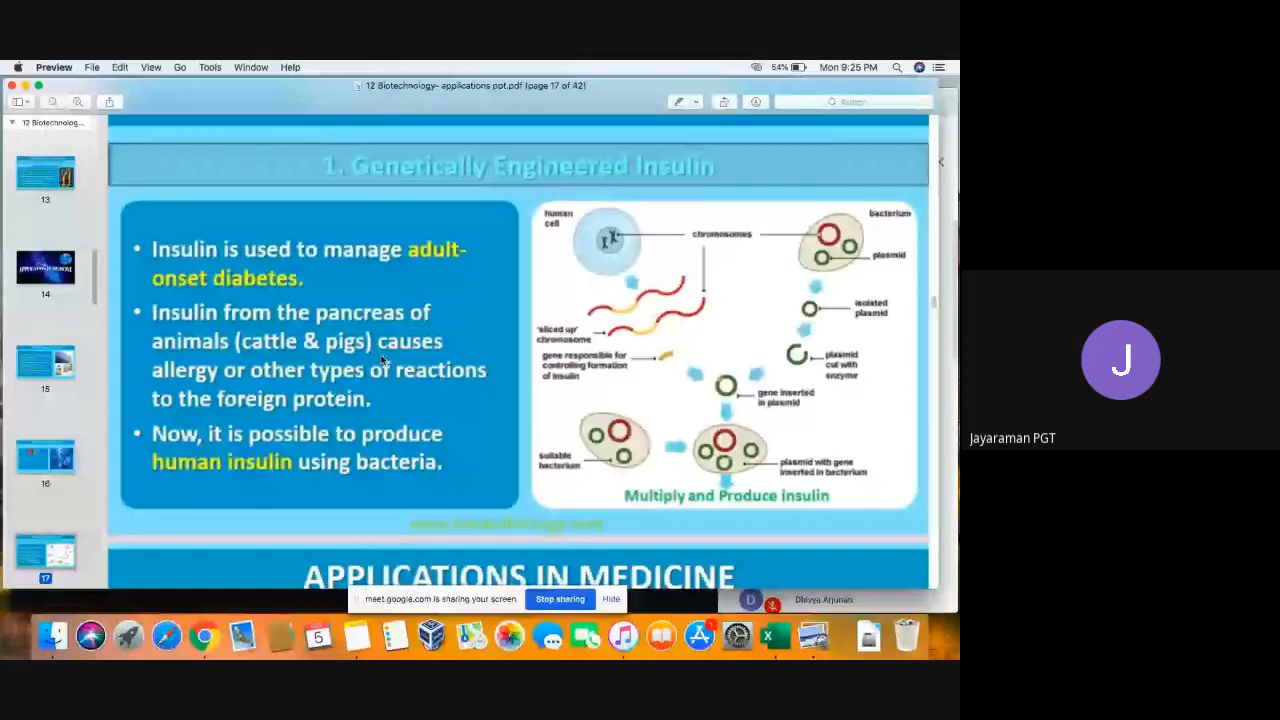 Preview File Edit View Go Tools Window Help
54% Mon 9:25 PM
12 Biotechnology- applications ppt.pdf (page 17 of 42)
Search
12 Biotechnolog...
13
14
15
16
17
1. Genetically Engineered Insulin
• Insulin is used to manage adult-
onset diabetes.
• Insulin from the pancreas of
animals (cattle & pigs) causes
allergy or other types of reactions
to the foreign protein.
• Now, it is possible to produce
human insulin using bacteria.
human
cell
chromosomes
bacterium
plasmid
isolated
plasmid
'sliced up'
chromosome
gene responsible for
controlling formation
of insulin
plasmid
cut with
enzyme
gene inserted
in plasmid
suitable
bacterium
plasmid with gene
inserted in bacterium
Multiply and Produce Insulin
APPLICATIONS IN MEDICINE
meet.google.com is sharing your screen.
Stop sharing
Hide
D
Dhivya Arjunan
OCT
5
J
Jayaraman PGT